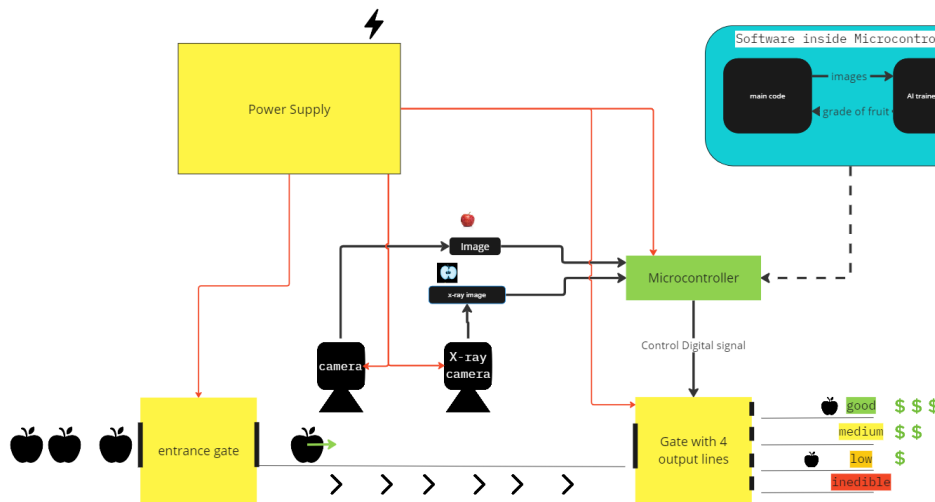 Software inside Microcontro
Power Supply
main code
images
AI traine
grade of fruit
Image
x-ray image
Microcontroller
camera
X-ray
camera
Control Digital signal
entrance gate
Gate with 4
output lines
good
$ $ $
medium
$ $
low
$
inedible